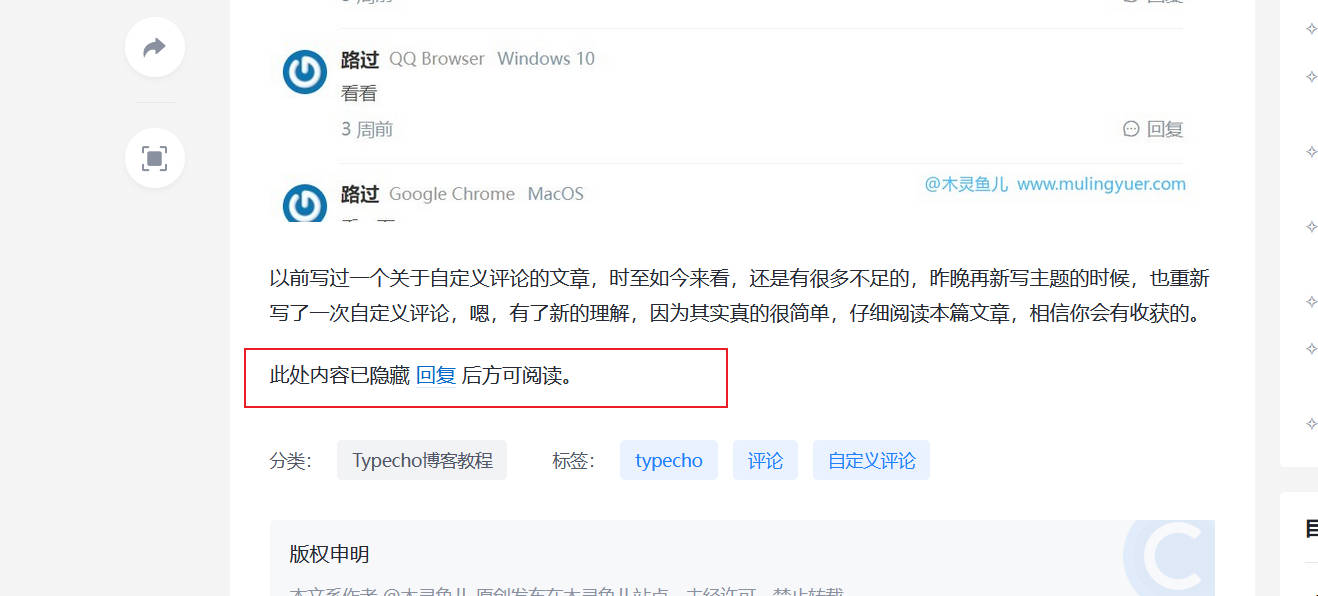 路过 QQ Browser Windows 10
看看
3 周前 回复
路过 Google Chrome MacOS
@木灵鱼儿 www.mulingyuer.com
以前写过一个关于自定义评论的文章，时至如今来看，还是有很多不足的，昨晚再新写主题的时候，也重新
写了一次自定义评论，嗯，有了新的理解，因为其实真的很简单，仔细阅读本篇文章，相信你会有收获的。
此处内容已隐藏 回复 后方可阅读。
分类： Typecho博客教程 标签： typecho 评论 自定义评论
版权申明